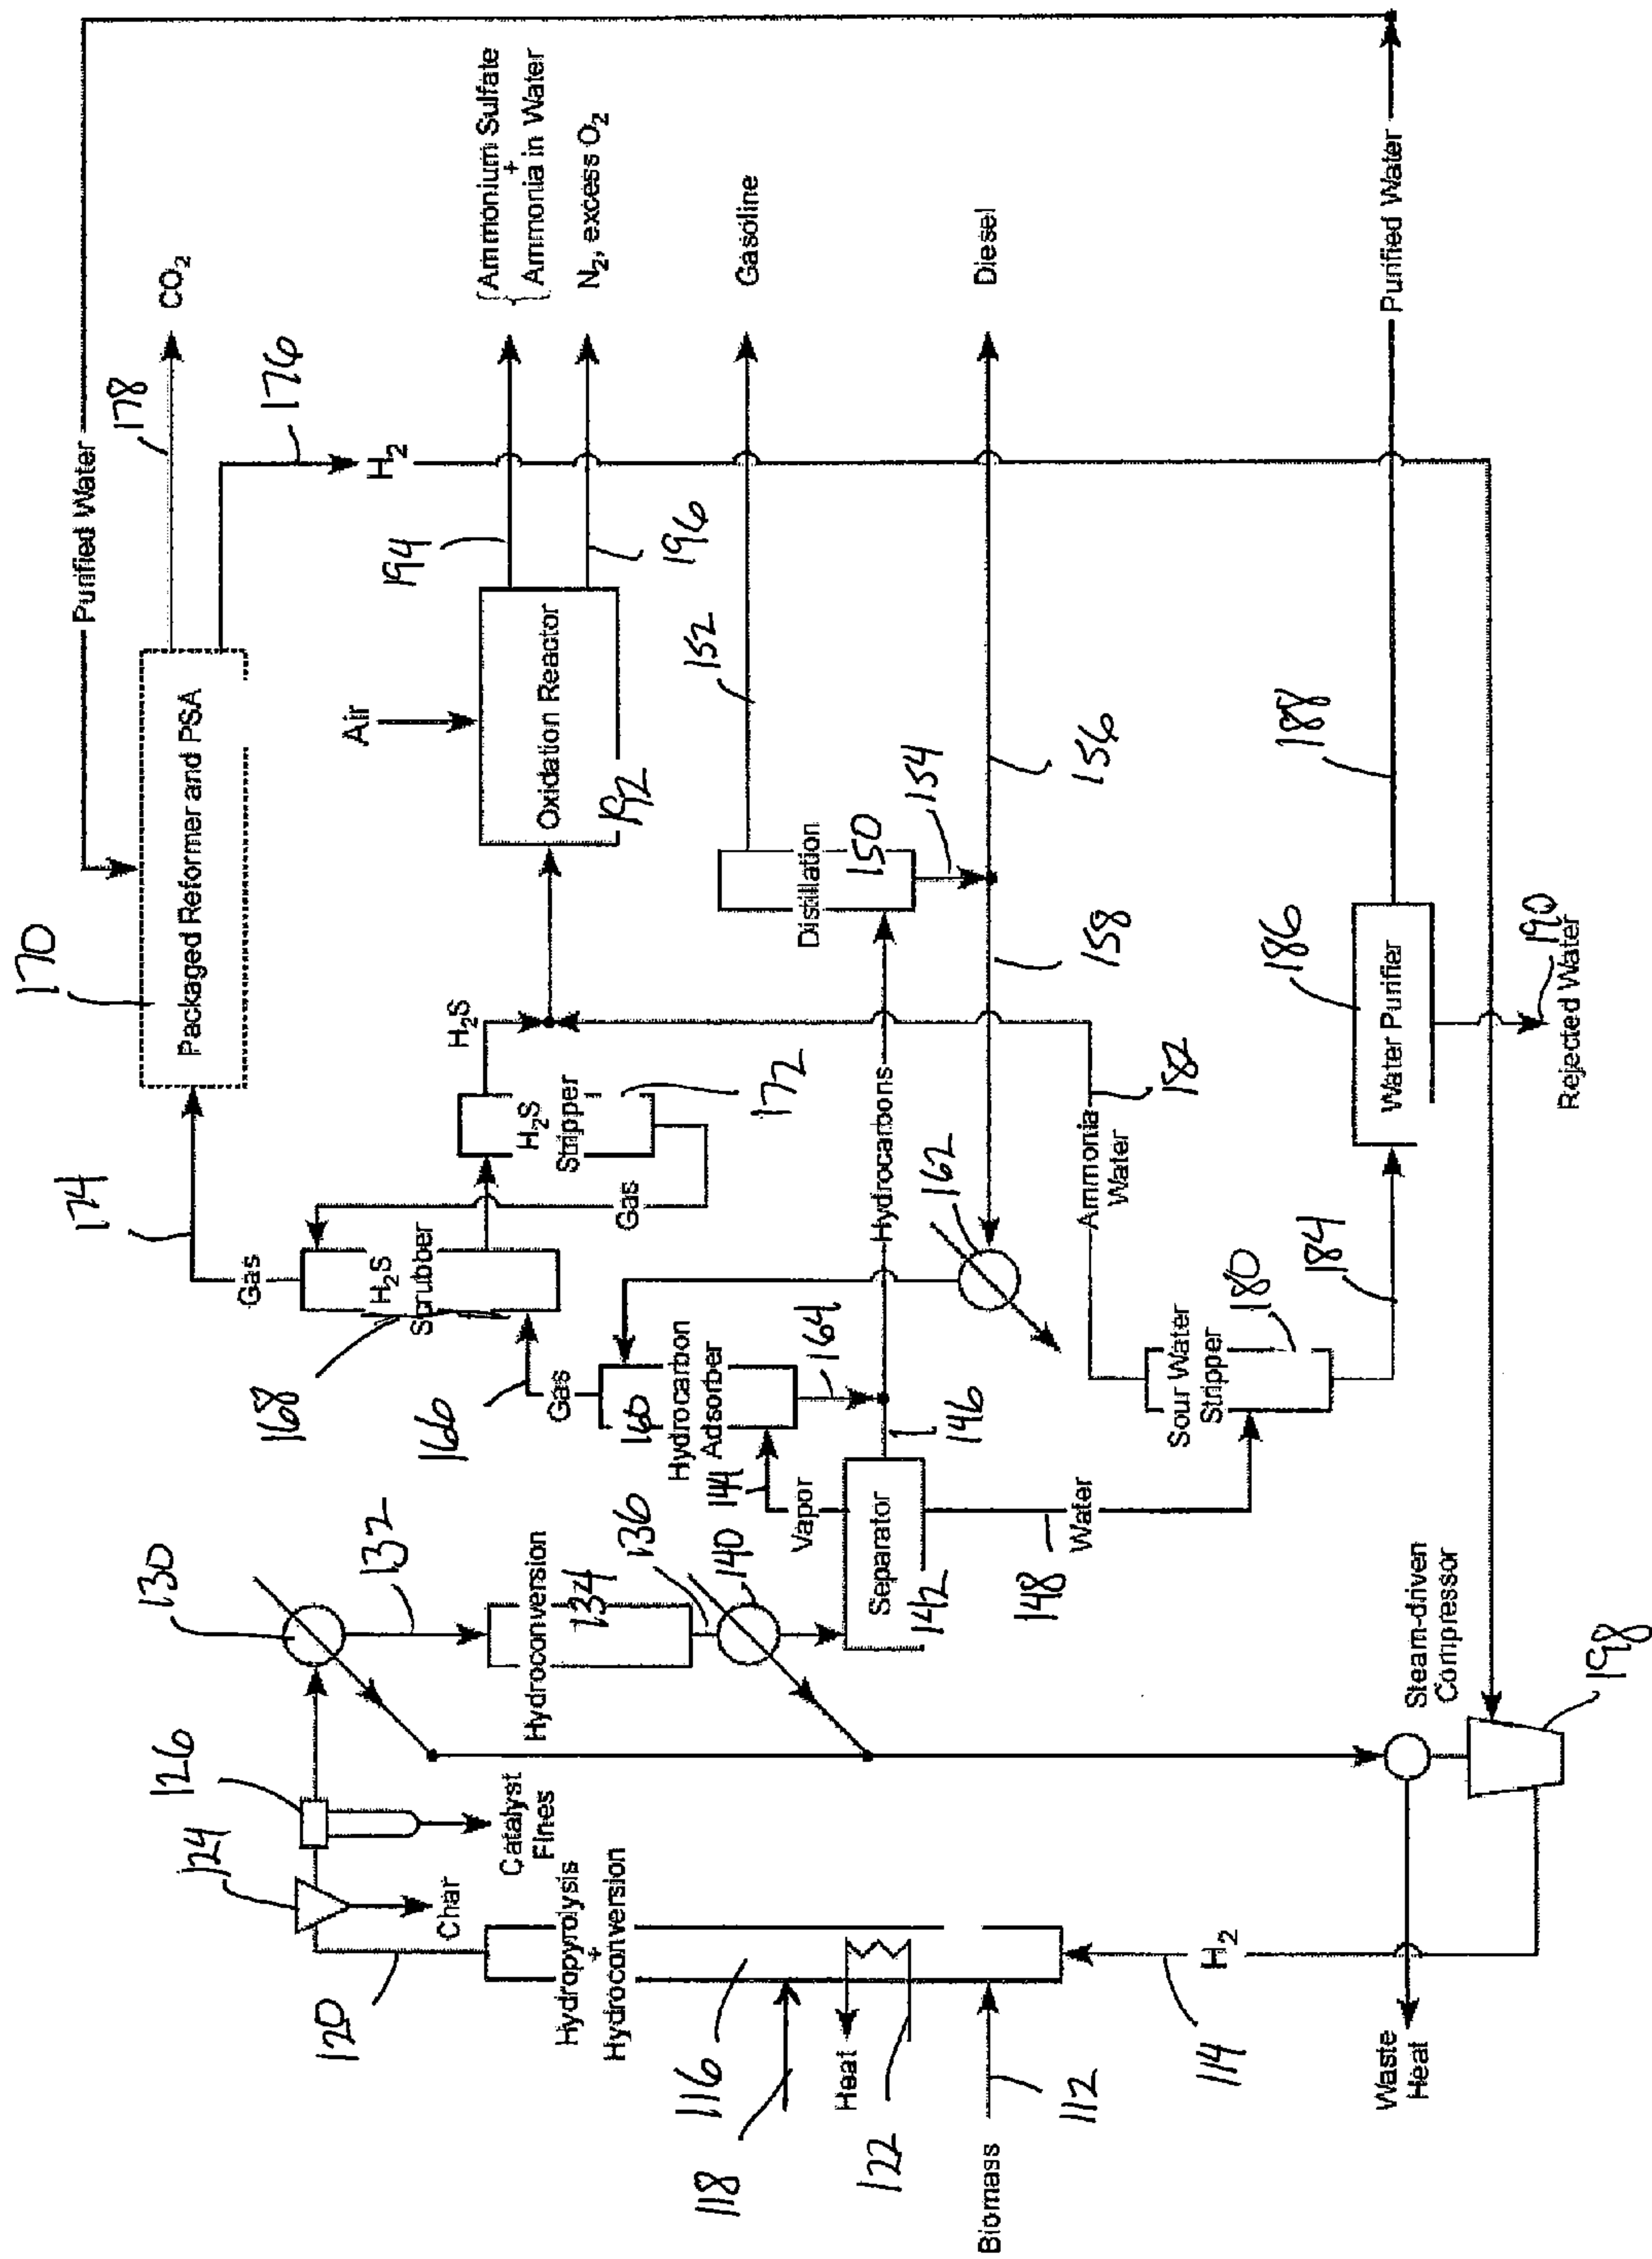 Purified Water
170
Packaged Reformer and PSA
178
CO2
176
H2
174
Gas
H2S
Scrubber
168
166
Gas
H2S
Stripper
172
H2S
Gas
Air
Oxidation Reactor
192
194
196
{Ammonium Sulfate
+
Ammonia in Water
N2, excess O2
130
132
126
124
Char
Catalyst
Fines
120
Hydropyrolysis
+
Hydroconversion
116
118
Heat
122
Biomass
112
114
H2
Hydroconversion
134
136
140
Separator
142
Vapor
144
160
Hydrocarbon
Adsorber
164
146
Hydrocarbons
Distillation
150
152
Gasoline
154
156
158
Diesel
162
148
Water
Sour Water
Stripper
180
Ammonia
Water
182
184
Water Purifier
186
188
Purified Water
190
Rejected Water
Steam-driven
Compressor
198
Waste
Heat